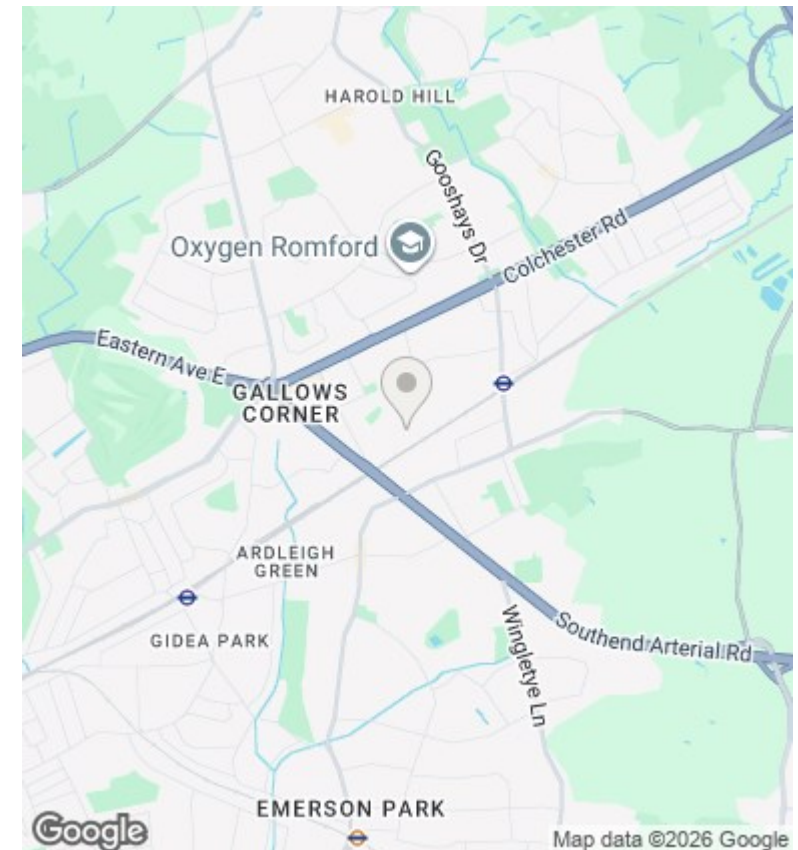 HAROLD HILL
Gooshays Dr
Oxygen Romford
Colchester Rd
Eastern Ave E
GALLOWS
CORNER
ARDLEIGH
GREEN
GIDEA PARK
Wingletye Ln
Southend Arterial Rd
EMERSON PARK
Google
Map data ©2026 Google